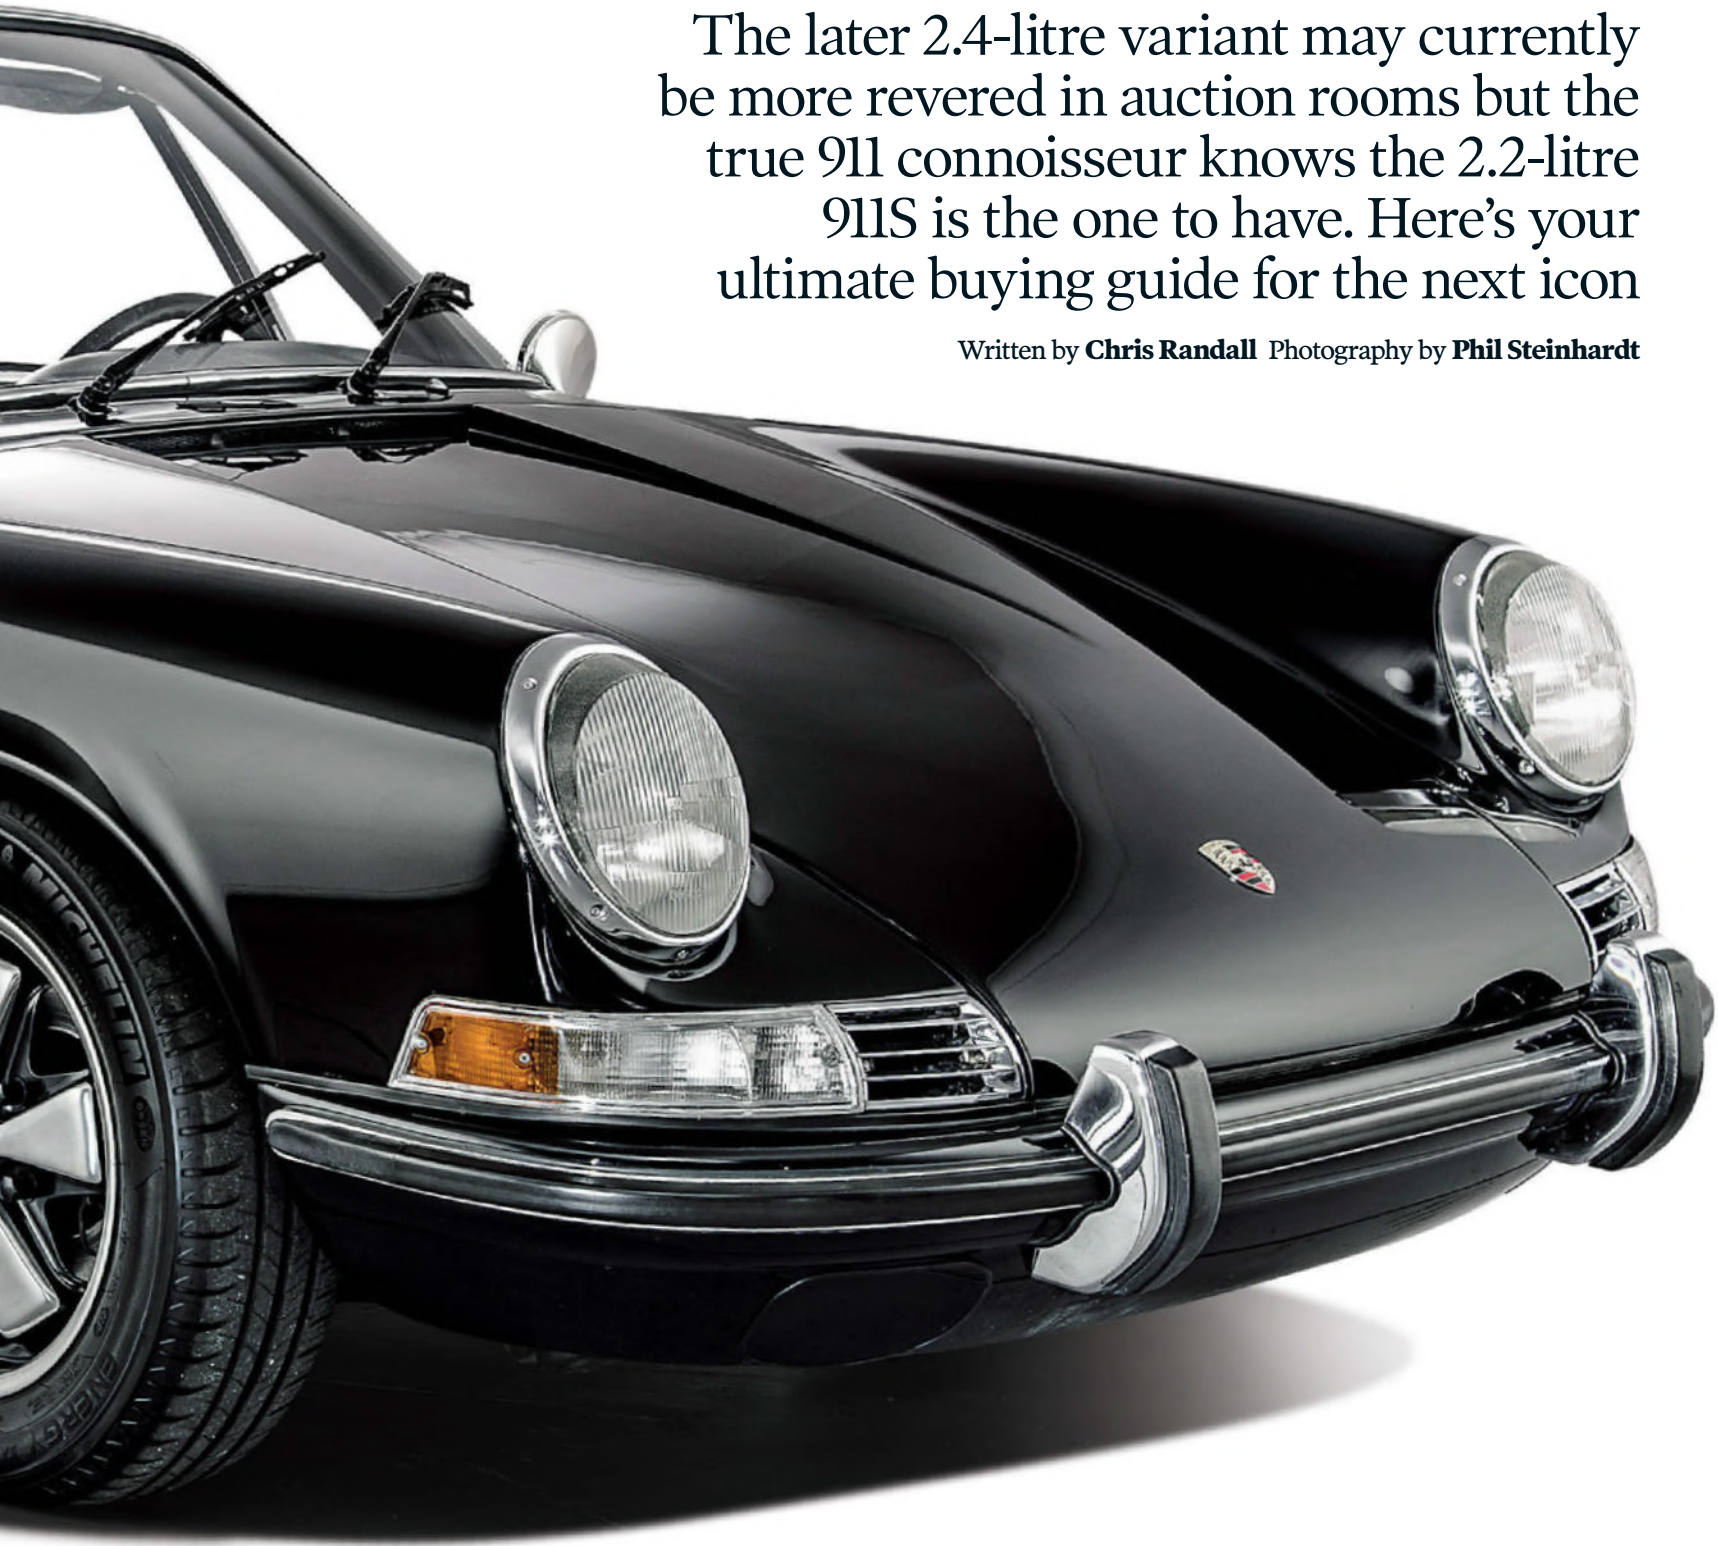 The later 2.4-litre variant may currently
be more revered in auction rooms but the
true 911 connoisseur knows the 2.2-litre
911S is the one to have. Here’s your
ultimate buying guide for the next icon
Written by Chris Randall Photography by Phil Steinhardt
MICHELIN
ENERGY